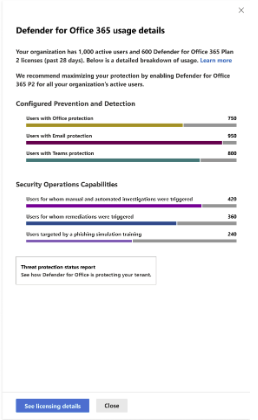 Defender for Office 365 usage details
Your organization has 1,000 active users and 600 Defender for Office 365 Plan
2 licenses (past 28 days). Below is a detailed breakdown of usage. Learn more
We recommend maximizing your protection by enabling Defender for Office
365 P2 for all your organization's active users.
Configured Prevention and Detection
Users with Office protection 750
Users with Email protection 950
Users with Teams protection 800
Security Operations Capabilities
Users for whom manual and automated investigations were triggered 420
Users for whom remediations were triggered 360
Users targeted by a phishing simulation training 240
Threat protection status report
See how Defender for Office is protecting your tenant.
See licensing details Close